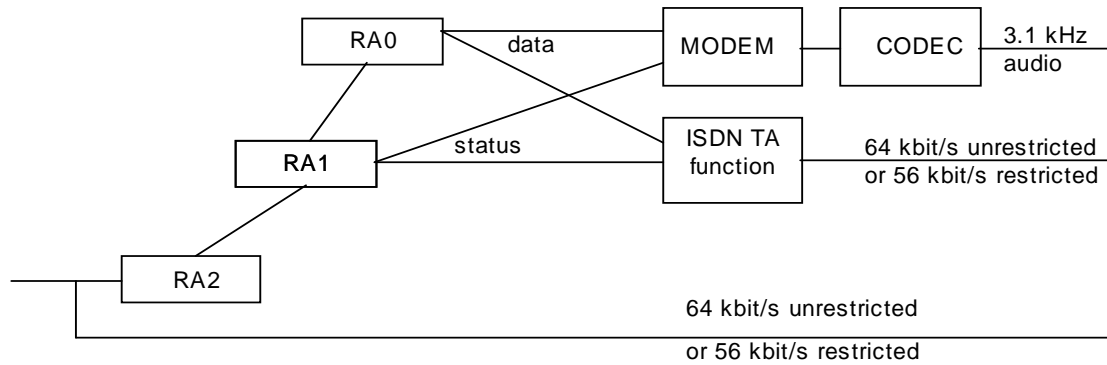 RA0
data
MODEM
CODEC
3.1 kHz
audio
RA1
status
ISDN TA
function
64 kbit/s unrestricted
or 56 kbit/s restricted
RA2
64 kbit/s unrestricted
or 56 kbit/s restricted